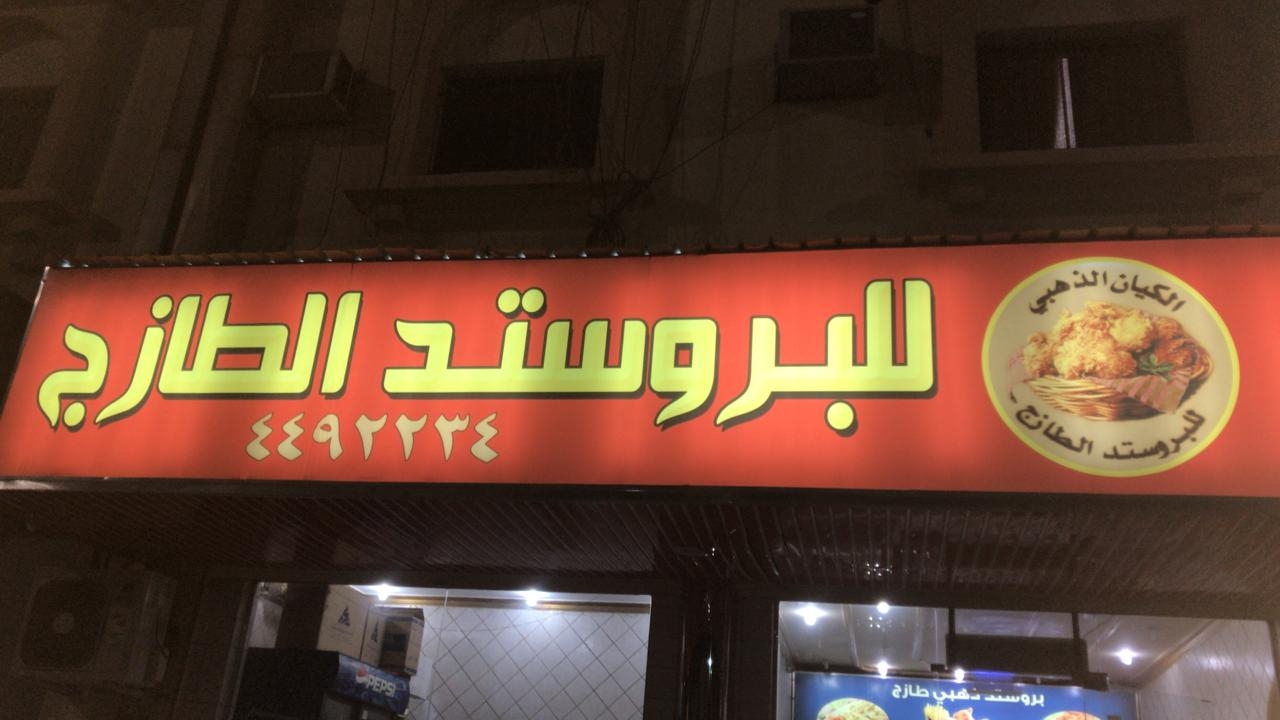 للبروستد الطازج
٤٤٩٢٢٣٤
الكيان الذهبي
للبروستد الطازج
PEPSI
بروستد ذهبي طازج